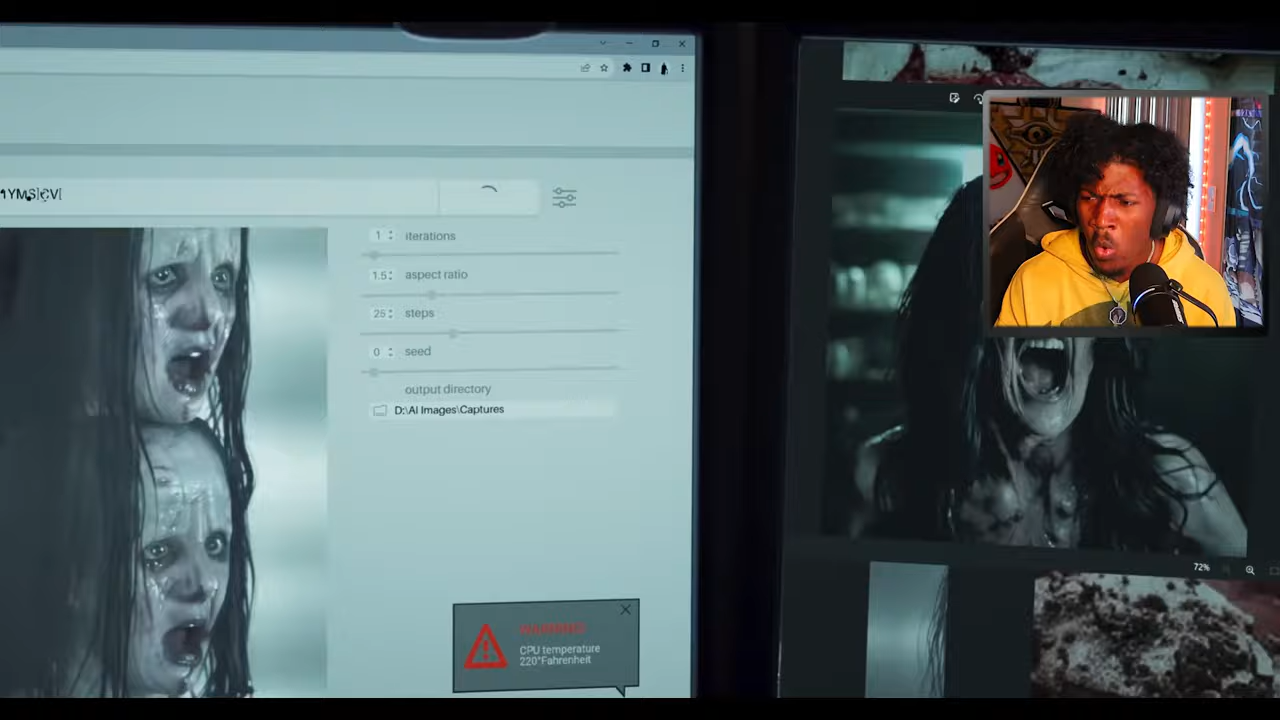 1 iterations
1.5 aspect ratio
25 steps
0 seed
output directory
D:\AI Images\Captures
WARNING!
CPU temperature
220°Fahrenheit
72%